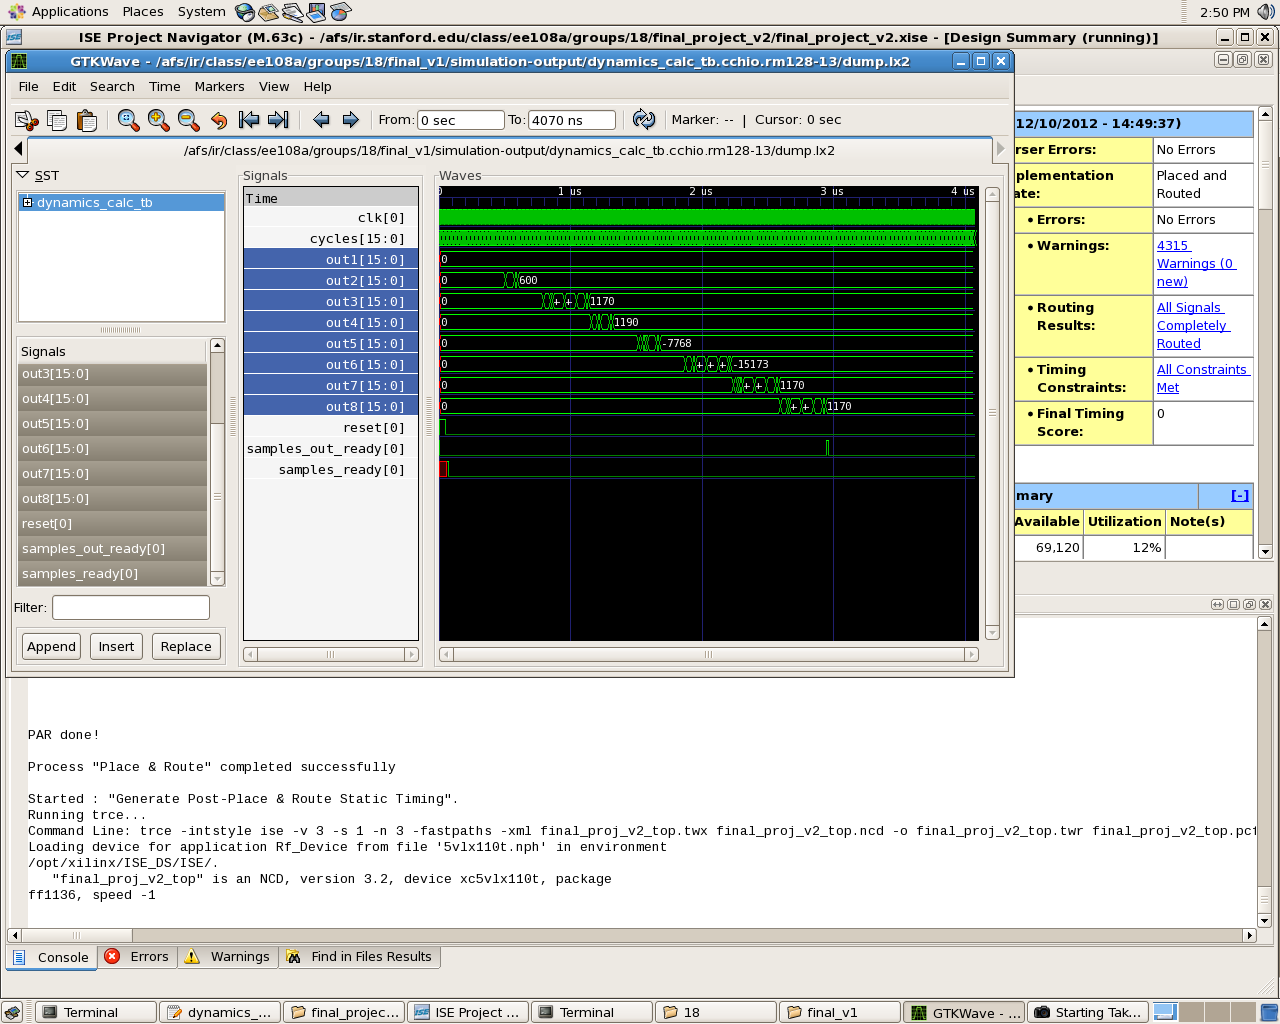 Applications Places System
2:50 PM
ISE Project Navigator (M.63c) - /afs/ir.stanford.edu/class/ee108a/groups/18/final_project_v2/final_project_v2.xise - [Design Summary (running)]
GTKWave - /afs/ir/class/ee108a/groups/18/final_v1/simulation-output/dynamics_calc_tb.cchio.rm128-13/dump.lx2
File Edit Search Time Markers View Help
From: 0 sec To: 4070 ns Marker: -- | Cursor: 0 sec
/afs/ir/class/ee108a/groups/18/final_v1/simulation-output/dynamics_calc_tb.cchio.rm128-13/dump.lx2
SST
dynamics_calc_tb
Signals
out3[15:0]
out4[15:0]
out5[15:0]
out6[15:0]
out7[15:0]
out8[15:0]
reset[0]
samples_out_ready[0]
samples_ready[0]
Filter:
Append Insert Replace
Signals
Time
clk[0]
cycles[15:0]
out1[15:0]
out2[15:0]
out3[15:0]
out4[15:0]
out5[15:0]
out6[15:0]
out7[15:0]
out8[15:0]
reset[0]
samples_out_ready[0]
samples_ready[0]
Waves
0 1 us 2 us 3 us 4 us
0
0 600
0 + + 1170
0 1190
0 -7768
0 + + + -15173
0 + + 1170
0 + + 1170
12/10/2012 - 14:49:37)
rser Errors: No Errors
plementation Placed and
ate: Routed
• Errors: No Errors
• Warnings: 4315
Warnings (0
new)
• Routing All Signals
Results: Completely
Routed
• Timing All Constraints
Constraints: Met
• Final Timing 0
Score:
mary [-]
Available Utilization Note(s)
69,120 12%
PAR done!
Process "Place & Route" completed successfully
Started : "Generate Post-Place & Route Static Timing".
Running trce...
Command Line: trce -intstyle ise -v 3 -s 1 -n 3 -fastpaths -xml final_proj_v2_top.twx final_proj_v2_top.ncd -o final_proj_v2_top.twr final_proj_v2_top.pcf
Loading device for application Rf_Device from file '5vlx110t.nph' in environment
/opt/xilinx/ISE_DS/ISE/.
"final_proj_v2_top" is an NCD, version 3.2, device xc5vlx110t, package
ff1136, speed -1
Console Errors Warnings Find in Files Results
Terminal dynamics_... final_projec... ISE Project ... Terminal 18 final_v1 GTKWave - ... Starting Tak...